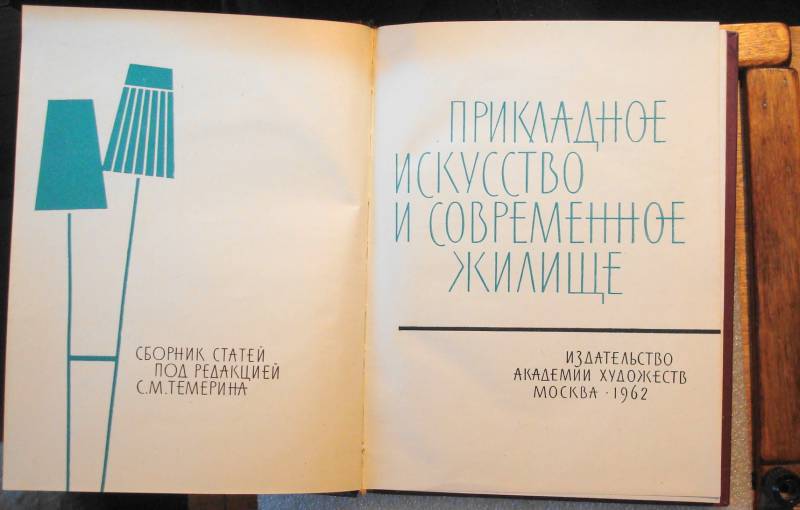 СБОРНИК СТАТЕЙ
ПОД РЕДАКЦИЕЙ
С.М.ТЕМЕРИНА
ПРИКЛАДНОЕ
ИСКУССТВО
И СОВРЕМЕННОЕ
ЖИЛИЩЕ
ИЗДАТЕЛЬСТВО
АКАДЕМИИ ХУДОЖЕСТВ
МОСКВА · 1962